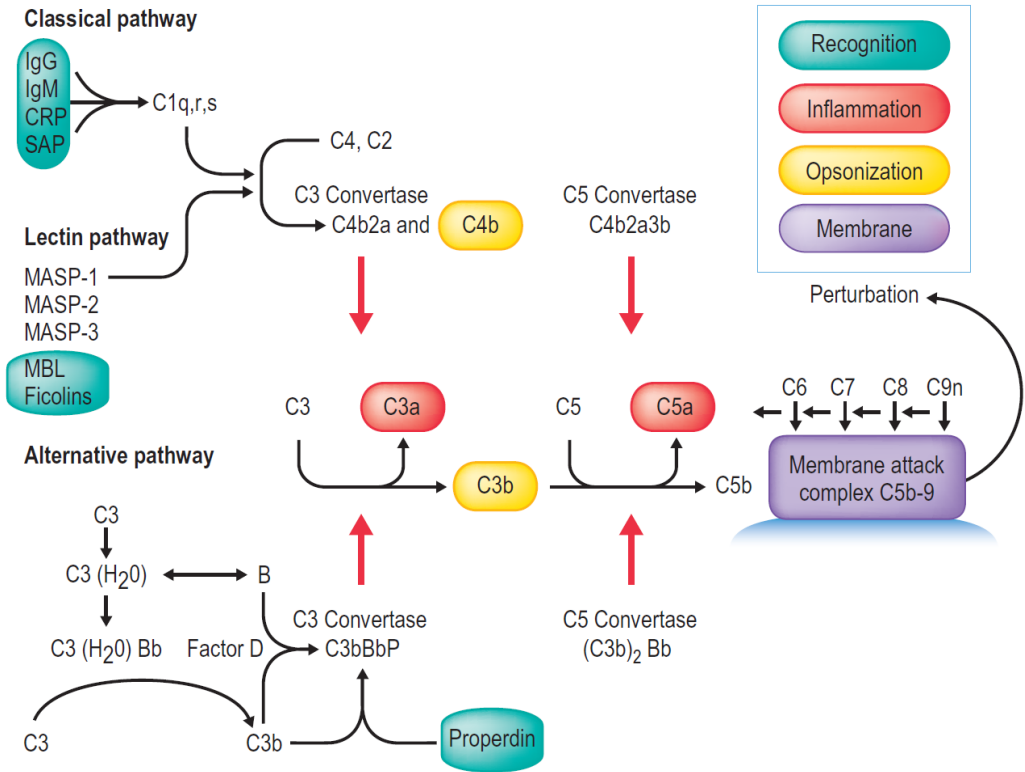 Classical pathway
IgG
IgM
CRP
SAP
C1q,r,s
C4, C2
C3 Convertase
C4b2a and
C4b
C5 Convertase
C4b2a3b
Recognition
Inflammation
Opsonization
Membrane
Lectin pathway
MASP-1
MASP-2
MASP-3
MBL
Ficolins
Perturbation
C3
C3a
C3b
C5
C5a
C5b
C6
C7
C8
C9n
Membrane attack
complex C5b-9
Alternative pathway
C3
C3 (H₂0)
B
C3 (H₂0) Bb
Factor D
C3 Convertase
C3bBbP
C5 Convertase
(C3b)₂ Bb
C3
C3b
Properdin